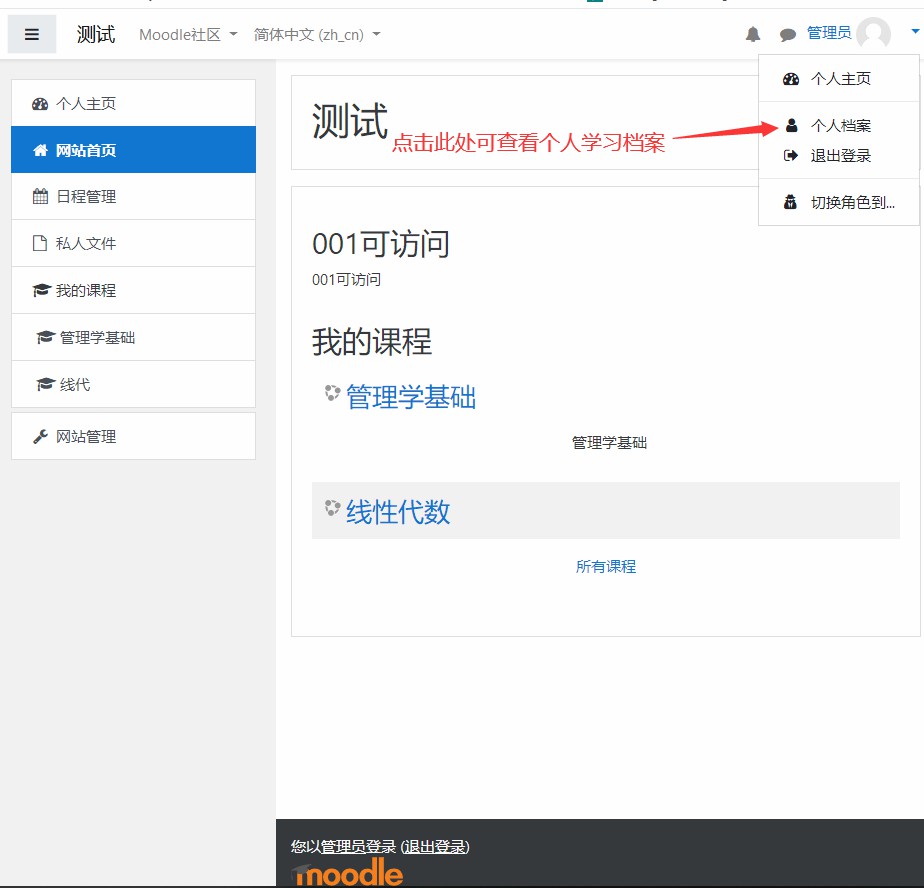 测试 Moodle社区 简体中文 (zh_cn) 管理员
个人主页
网站首页
日程管理
私人文件
我的课程
管理学基础
线代
网站管理
个人主页
个人档案
退出登录
切换角色到...
测试
点击此处可查看个人学习档案
001可访问
001可访问
我的课程
管理学基础
管理学基础
线性代数
所有课程
您以管理员登录 (退出登录)
moodle